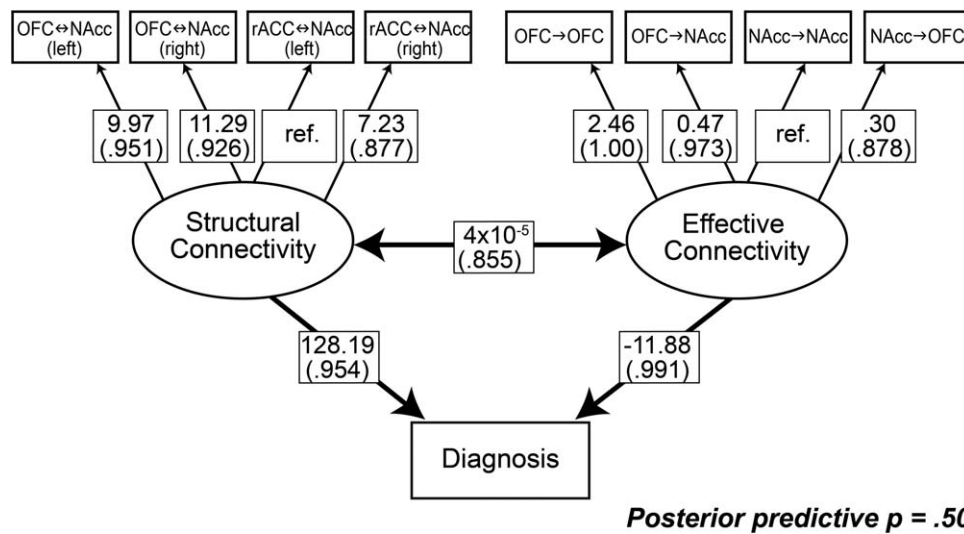 OFC↔NAcc
(left)
OFC↔NAcc
(right)
rACC↔NAcc
(left)
rACC↔NAcc
(right)
OFC→OFC
OFC→NAcc
NAcc→NAcc
NAcc→OFC
9.97
(.951)
11.29
(.926)
ref.
7.23
(.877)
2.46
(1.00)
0.47
(.973)
ref.
.30
(.878)
Structural
Connectivity
4x10⁻⁵
(.855)
Effective
Connectivity
128.19
(.954)
-11.88
(.991)
Diagnosis
Posterior predictive p = .50